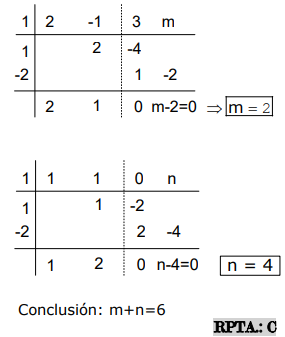 1 2 -1 3 m
1 2 -4
-2 1 -2
2 1 0 m-2=0 ⇒ m = 2
1 1 1 0 n
1 1 -2
-2 2 -4
1 2 0 n-4=0 n = 4
Conclusión: m+n=6
RPTA.: C